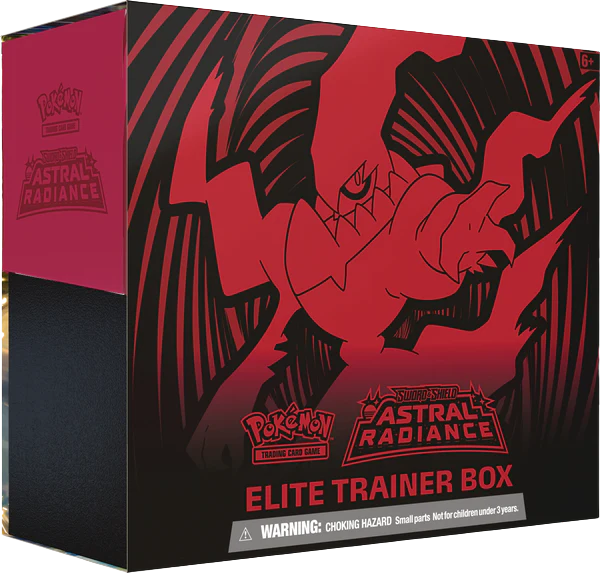 6+
Pokémon
TRADING CARD GAME
SWORD & SHIELD
ASTRAL
RADIANCE
Pokémon
TRADING CARD GAME
SWORD & SHIELD
ASTRAL
RADIANCE
ELITE TRAINER BOX
WARNING: CHOKING HAZARD Small parts Not for children under 3 years.